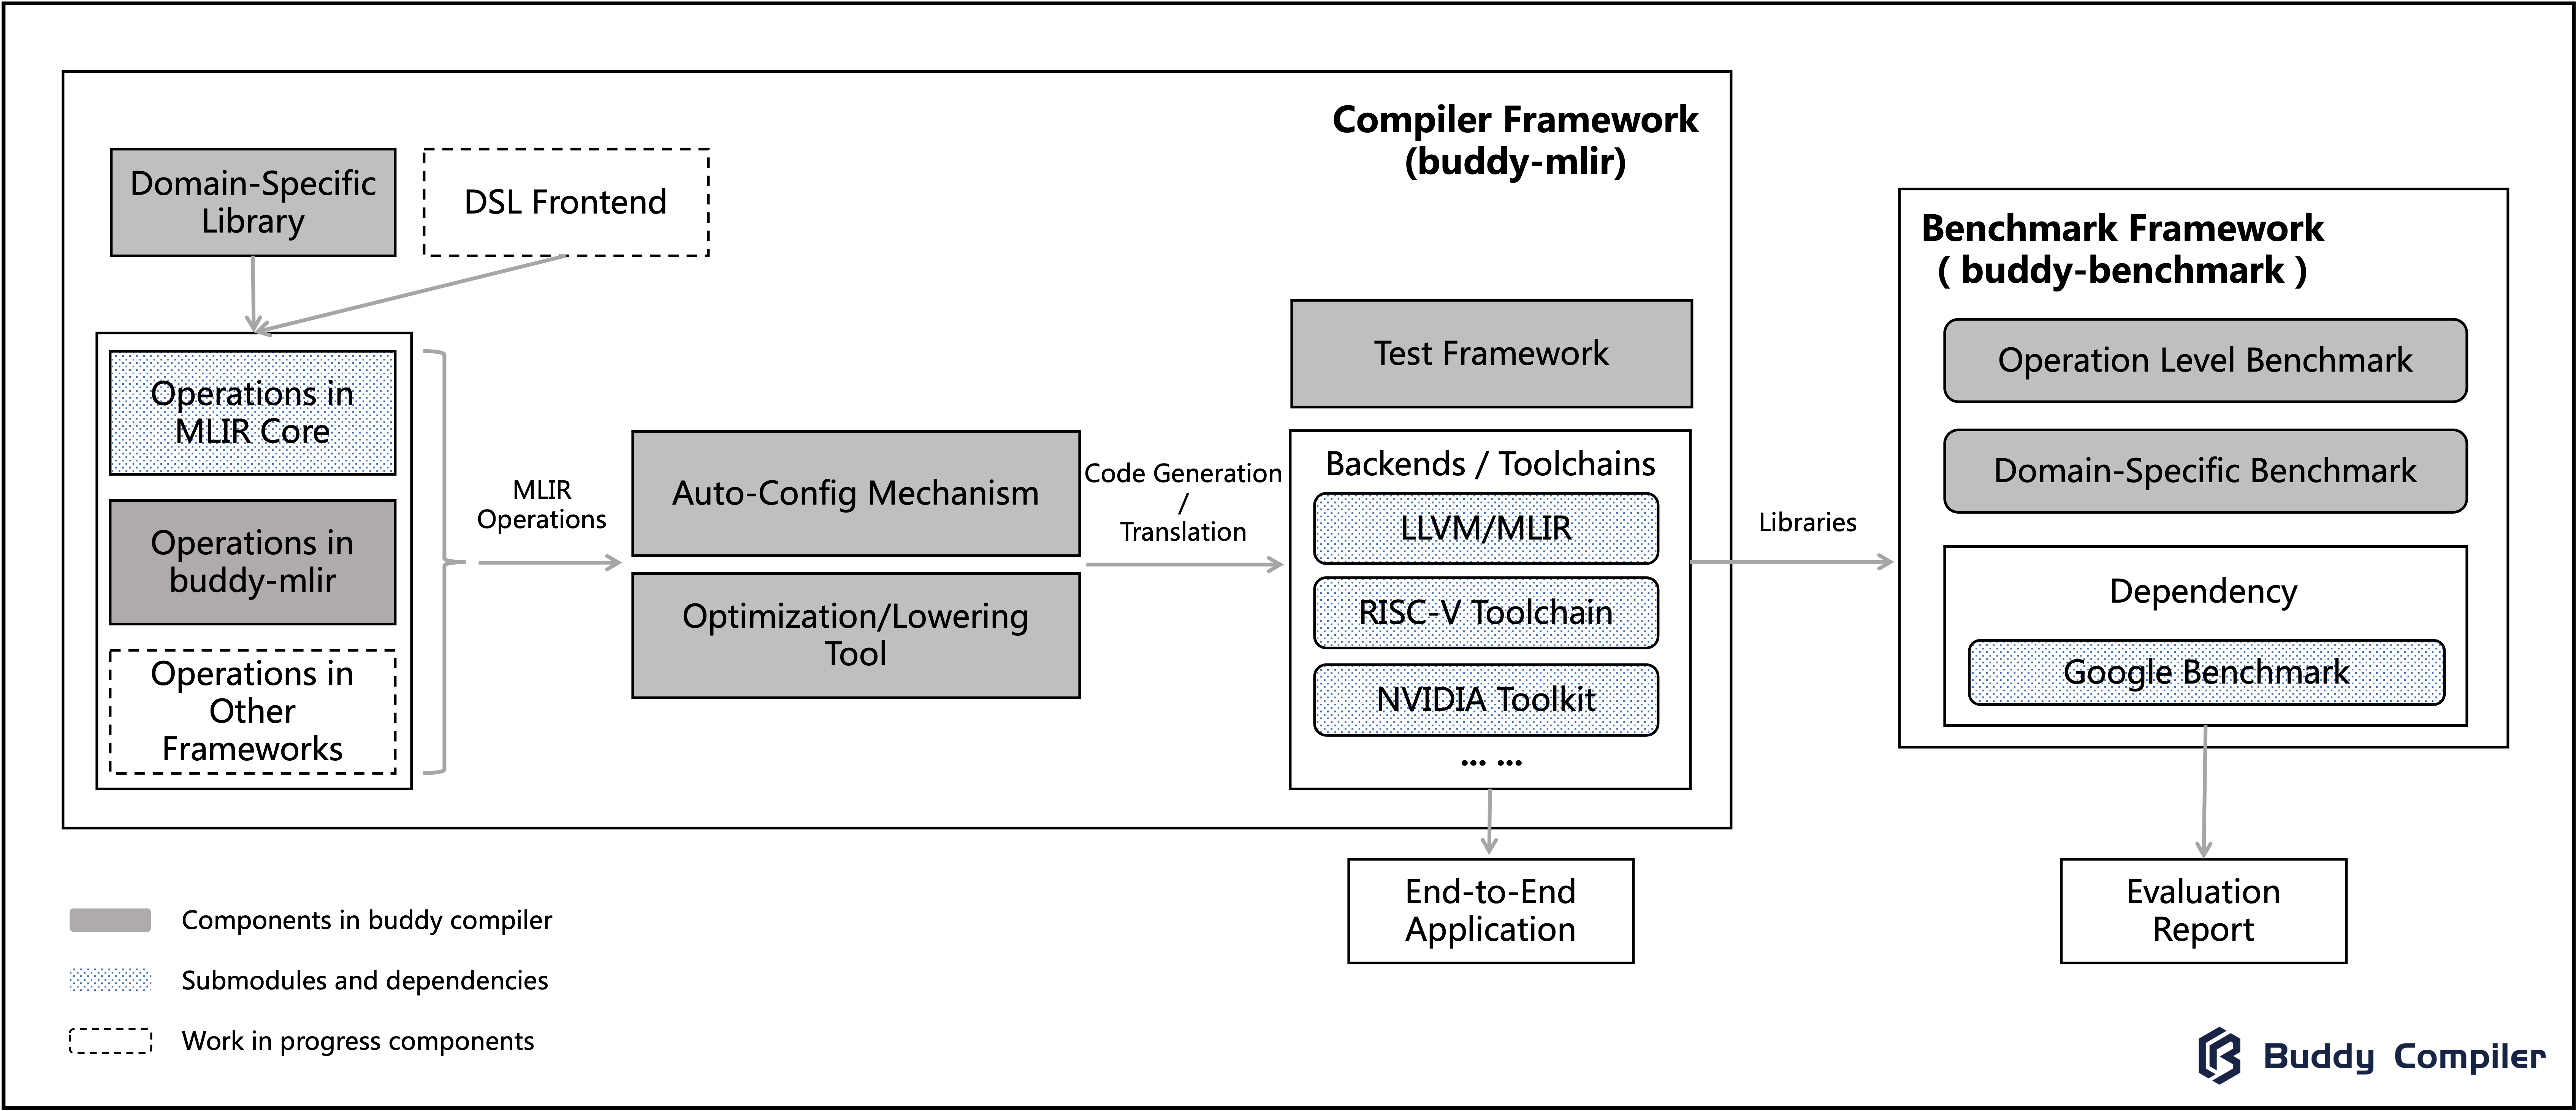 Compiler Framework
(buddy-mlir)
Domain-Specific
Library
DSL Frontend
Operations in
MLIR Core
Operations in
buddy-mlir
Operations in
Other
Frameworks
MLIR
Operations
Auto-Config Mechanism
Optimization/Lowering
Tool
Code Generation
/
Translation
Test Framework
Backends / Toolchains
LLVM/MLIR
RISC-V Toolchain
NVIDIA Toolkit
... ...
Libraries
Benchmark Framework
( buddy-benchmark )
Operation Level Benchmark
Domain-Specific Benchmark
Dependency
Google Benchmark
End-to-End
Application
Evaluation
Report
Components in buddy compiler
Submodules and dependencies
Work in progress components
Buddy Compiler